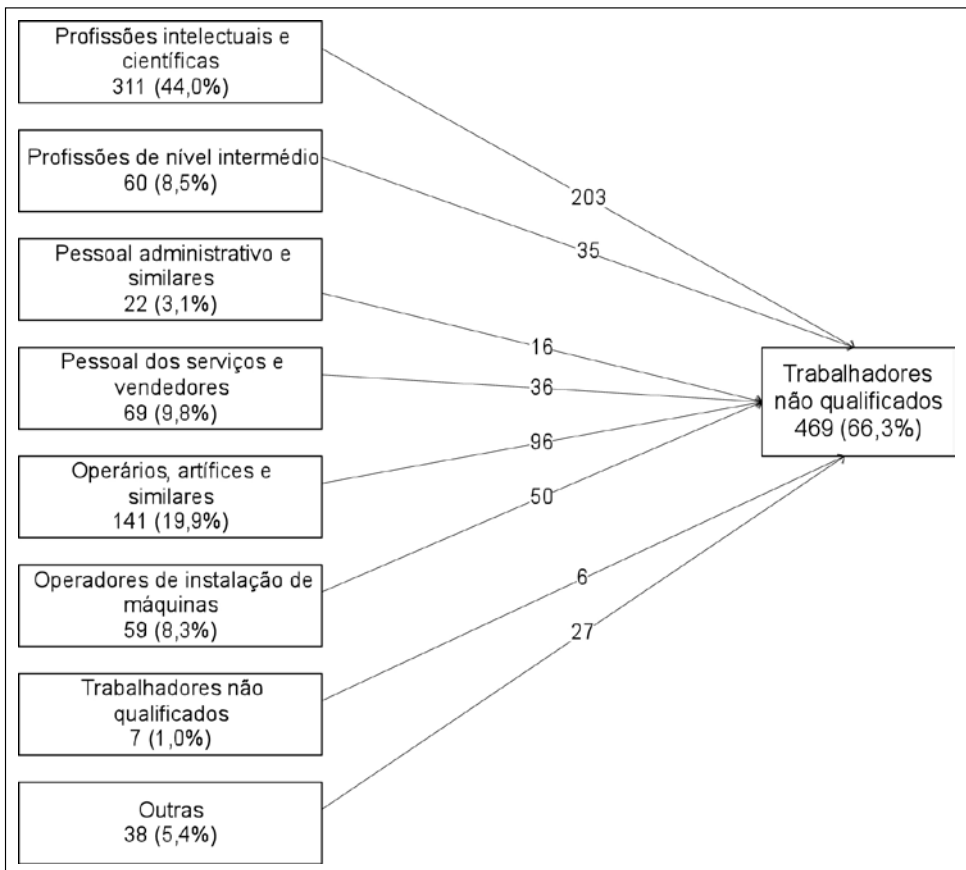 Profissões intelectuais e
científicas
311 (44,0%)
Profissões de nível intermédio
60 (8,5%)
Pessoal administrativo e
similares
22 (3,1%)
Pessoal dos serviços e
vendedores
69 (9,8%)
Operários, artífices e
similares
141 (19,9%)
Operadores de instalação de
máquinas
59 (8,3%)
Trabalhadores não
qualificados
7 (1,0%)
Outras
38 (5,4%)
203
35
16
36
96
50
6
27
Trabalhadores
não qualificados
469 (66,3%)